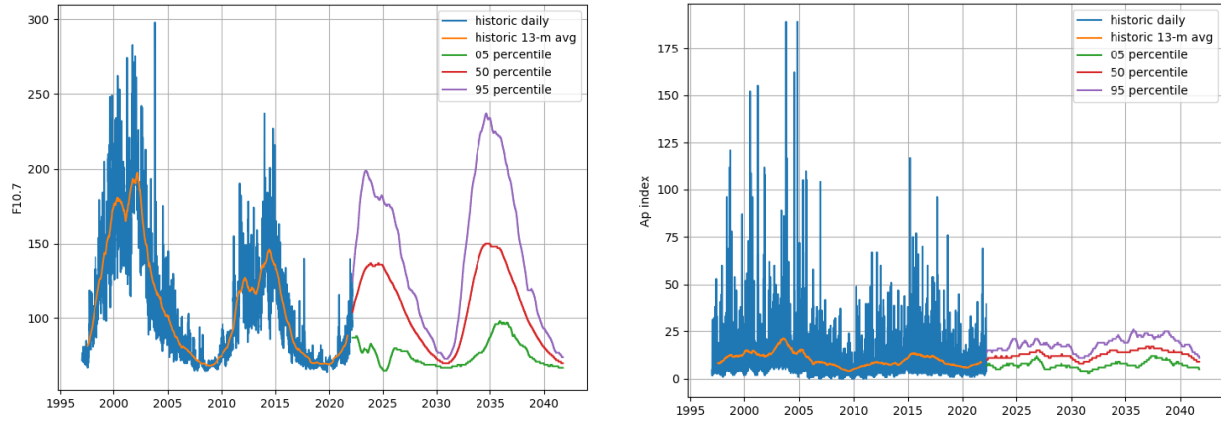 300
250
200
150
100
F10.7
1995 2000 2005 2010 2015 2020 2025 2030 2035 2040
historic daily
historic 13-m avg
05 percentile
50 percentile
95 percentile
175
150
125
100
75
50
25
0
Ap index
1995 2000 2005 2010 2015 2020 2025 2030 2035 2040
historic daily
historic 13-m avg
05 percentile
50 percentile
95 percentile